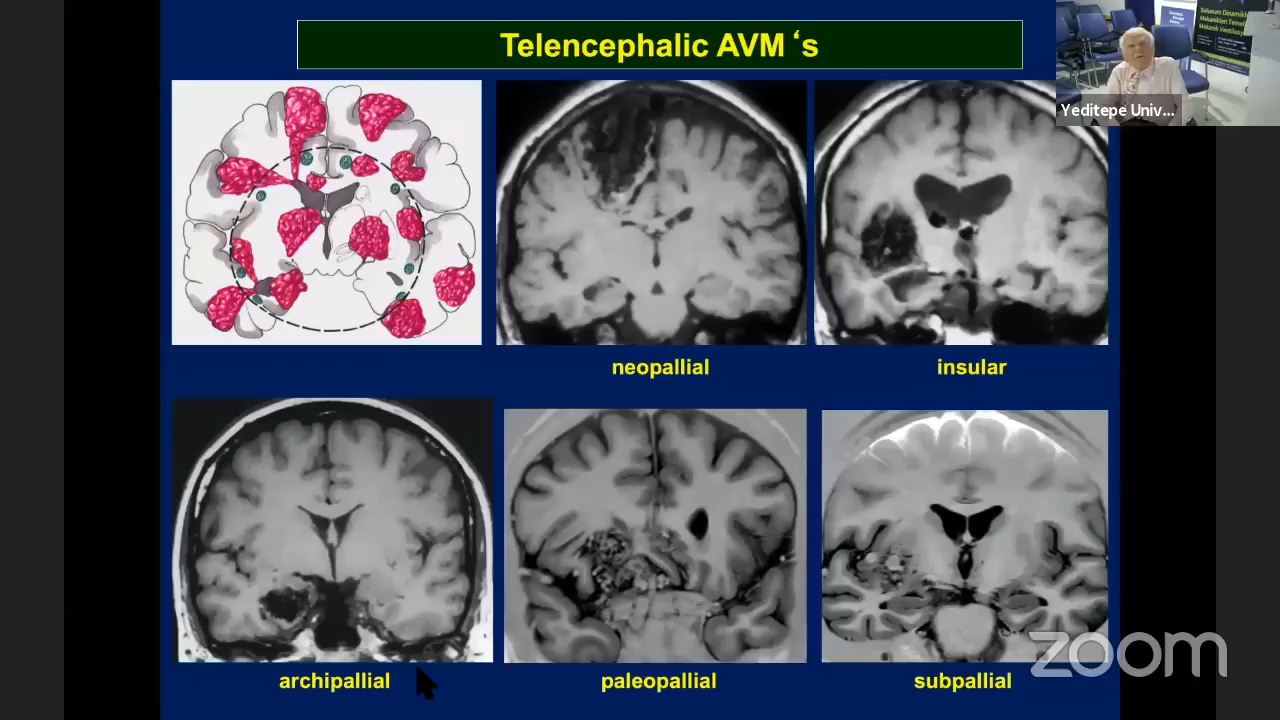 Telencephalic AVM ‘s
Yeditepe Univ...
neopallial
insular
archipallial
paleopallial
subpallial
zoom